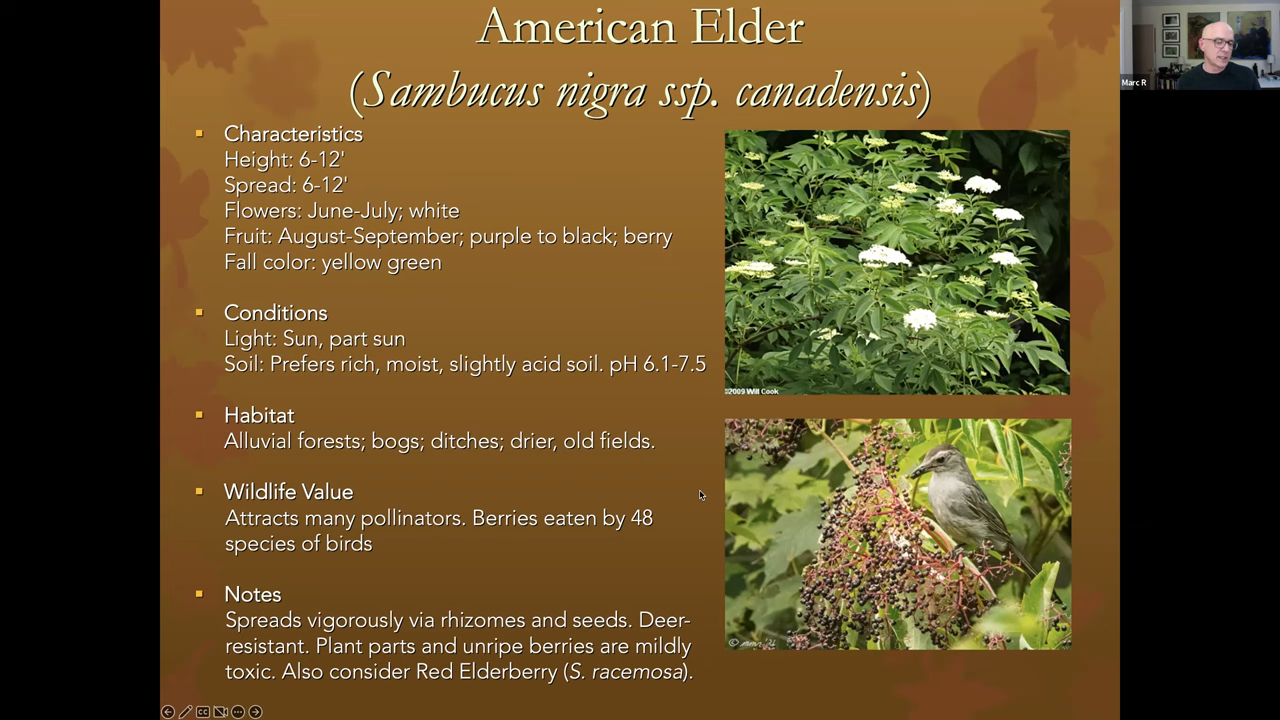 American Elder
(Sambucus nigra ssp. canadensis)
Marc R
Characteristics
Height: 6-12'
Spread: 6-12'
Flowers: June-July; white
Fruit: August-September; purple to black; berry
Fall color: yellow green
Conditions
Light: Sun, part sun
Soil: Prefers rich, moist, slightly acid soil. pH 6.1-7.5
Habitat
Alluvial forests; bogs; ditches; drier, old fields.
Wildlife Value
Attracts many pollinators. Berries eaten by 48
species of birds
Notes
Spreads vigorously via rhizomes and seeds. Deer-
resistant. Plant parts and unripe berries are mildly
toxic. Also consider Red Elderberry (S. racemosa).
©2009 Will Cook
CC